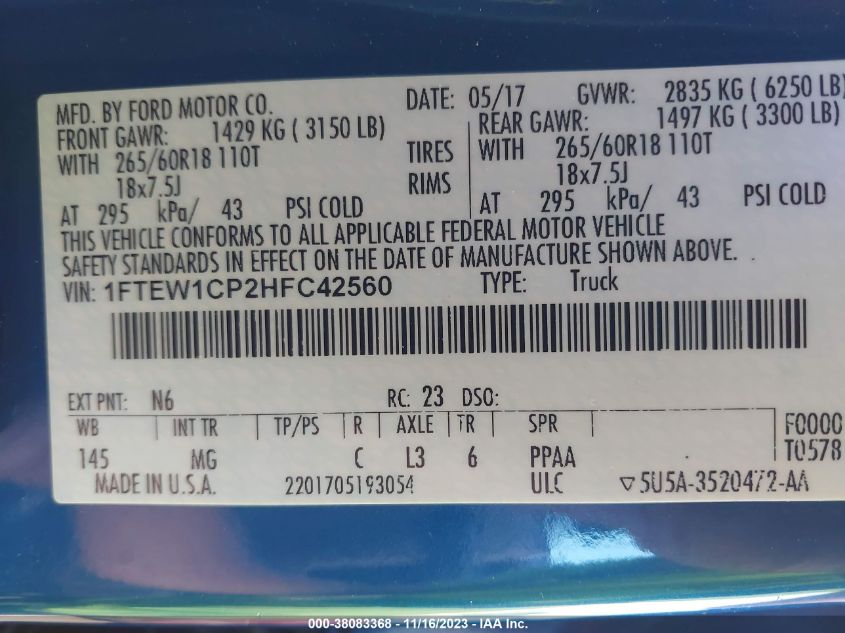 MFD. BY FORD MOTOR CO. DATE: 05/17 GVWR: 2835 KG ( 6250 LB)
FRONT GAWR: 1429 KG ( 3150 LB) REAR GAWR: 1497 KG ( 3300 LB)
WITH 265/60R18 110T TIRES WITH 265/60R18 110T
18x7.5J RIMS 18x7.5J
AT 295 kPa/ 43 PSI COLD AT 295 kPa/ 43 PSI COLD
THIS VEHICLE CONFORMS TO ALL APPLICABLE FEDERAL MOTOR VEHICLE
SAFETY STANDARDS IN EFFECT ON THE DATE OF MANUFACTURE SHOWN ABOVE.
VIN: 1FTEW1CP2HFC42560 TYPE: Truck
EXT PNT: N6 RC: 23 DSO:
WB INT TR TP/PS R AXLE TR SPR F0000
145 MG C L3 6 PPAA T0578
MADE IN U.S.A. 2201705193054 ULC ▽5U5A-3520472-AA
000-38083368 - 11/16/2023 - IAA Inc.